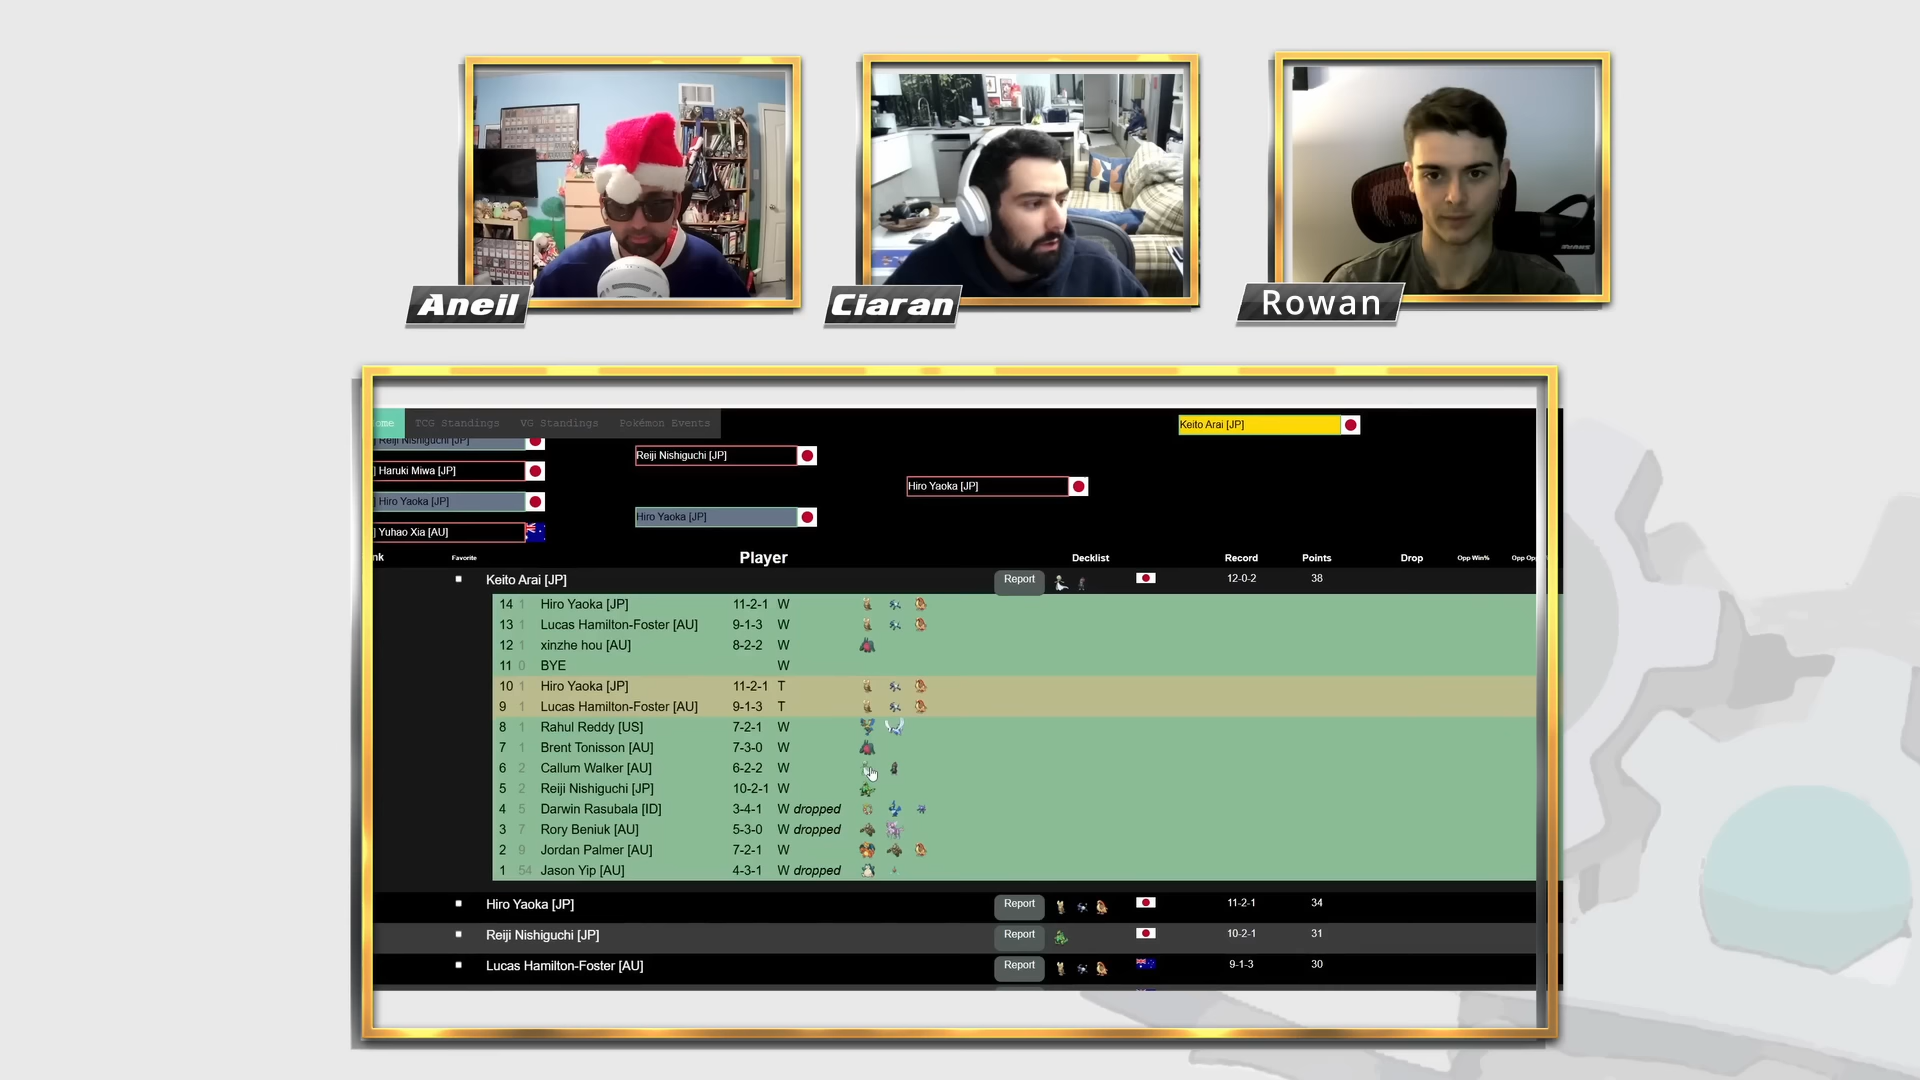 Aneil
Ciaran
Rowan
ome TCG Standings VG Standings Pokémon Events
Keito Arai [JP]
] Reiji Nishiguchi [JP]
Reiji Nishiguchi [JP]
] Haruki Miwa [JP]
Hiro Yaoka [JP]
] Hiro Yaoka [JP]
Hiro Yaoka [JP]
] Yuhao Xia [AU]
nk Favorite Player Decklist Record Points Drop Opp Win% Opp Opp
Keito Arai [JP] Report 12-0-2 38
14 1 Hiro Yaoka [JP] 11-2-1 W
13 1 Lucas Hamilton-Foster [AU] 9-1-3 W
12 1 xinzhe hou [AU] 8-2-2 W
11 0 BYE W
10 1 Hiro Yaoka [JP] 11-2-1 T
9 1 Lucas Hamilton-Foster [AU] 9-1-3 T
8 1 Rahul Reddy [US] 7-2-1 W
7 1 Brent Tonisson [AU] 7-3-0 W
6 2 Callum Walker [AU] 6-2-2 W
5 2 Reiji Nishiguchi [JP] 10-2-1 W
4 5 Darwin Rasubala [ID] 3-4-1 W dropped
3 7 Rory Beniuk [AU] 5-3-0 W dropped
2 9 Jordan Palmer [AU] 7-2-1 W
1 54 Jason Yip [AU] 4-3-1 W dropped
Hiro Yaoka [JP] Report 11-2-1 34
Reiji Nishiguchi [JP] Report 10-2-1 31
Lucas Hamilton-Foster [AU] Report 9-1-3 30